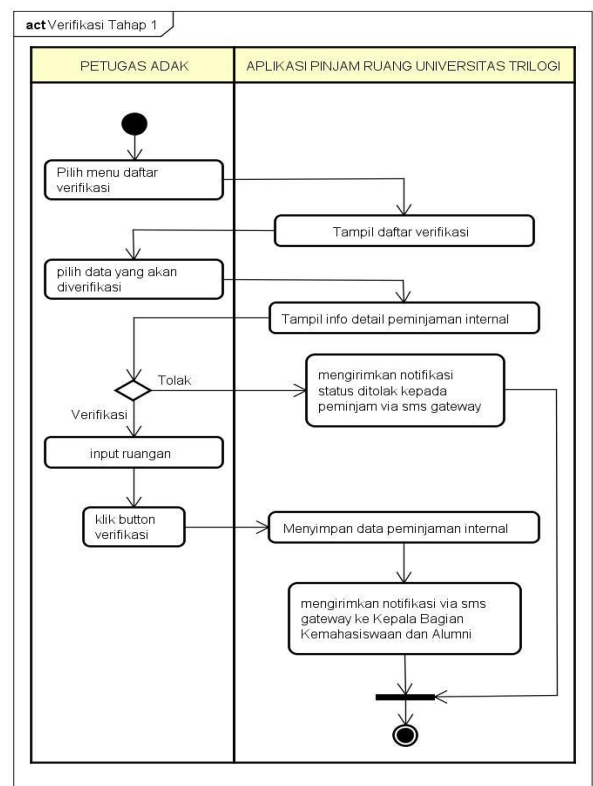 act Verifikasi Tahap 1
PETUGAS ADAK
APLIKASI PINJAM RUANG UNIVERSITAS TRILOGI
Pilih menu daftar
verifikasi
Tampil daftar verifikasi
pilih data yang akan
diverifikasi
Tampil info detail peminjaman internal
Tolak
mengirimkan notifikasi
status ditolak kepada
peminjam via sms gateway
Verifikasi
input ruangan
klik button
verifikasi
Menyimpan data peminjaman internal
mengirimkan notifikasi via sms
gateway ke Kepala Bagian
Kemahasiswaan dan Alumni